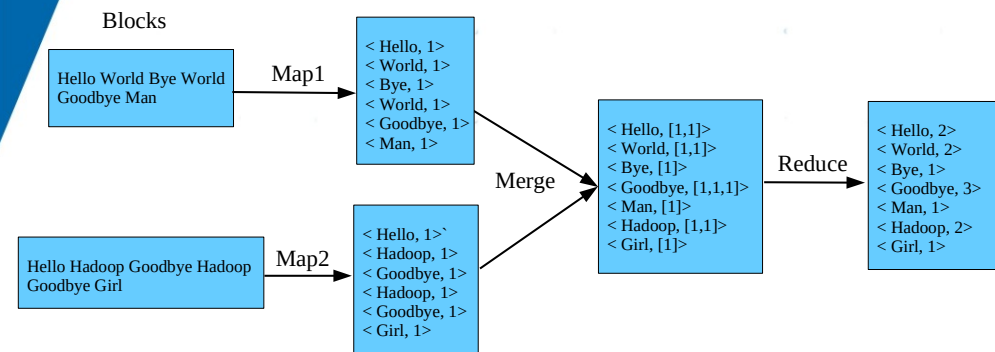 Blocks
Hello World Bye World
Goodbye Man
Map1
< Hello, 1>
< World, 1>
< Bye, 1>
< World, 1>
< Goodbye, 1>
< Man, 1>
Hello Hadoop Goodbye Hadoop
Goodbye Girl
Map2
< Hello, 1>`
< Hadoop, 1>
< Goodbye, 1>
< Hadoop, 1>
< Goodbye, 1>
< Girl, 1>
Merge
< Hello, [1,1]>
< World, [1,1]>
< Bye, [1]>
< Goodbye, [1,1,1]>
< Man, [1]>
< Hadoop, [1,1]>
< Girl, [1]>
Reduce
< Hello, 2>
< World, 2>
< Bye, 1>
< Goodbye, 3>
< Man, 1>
< Hadoop, 2>
< Girl, 1>